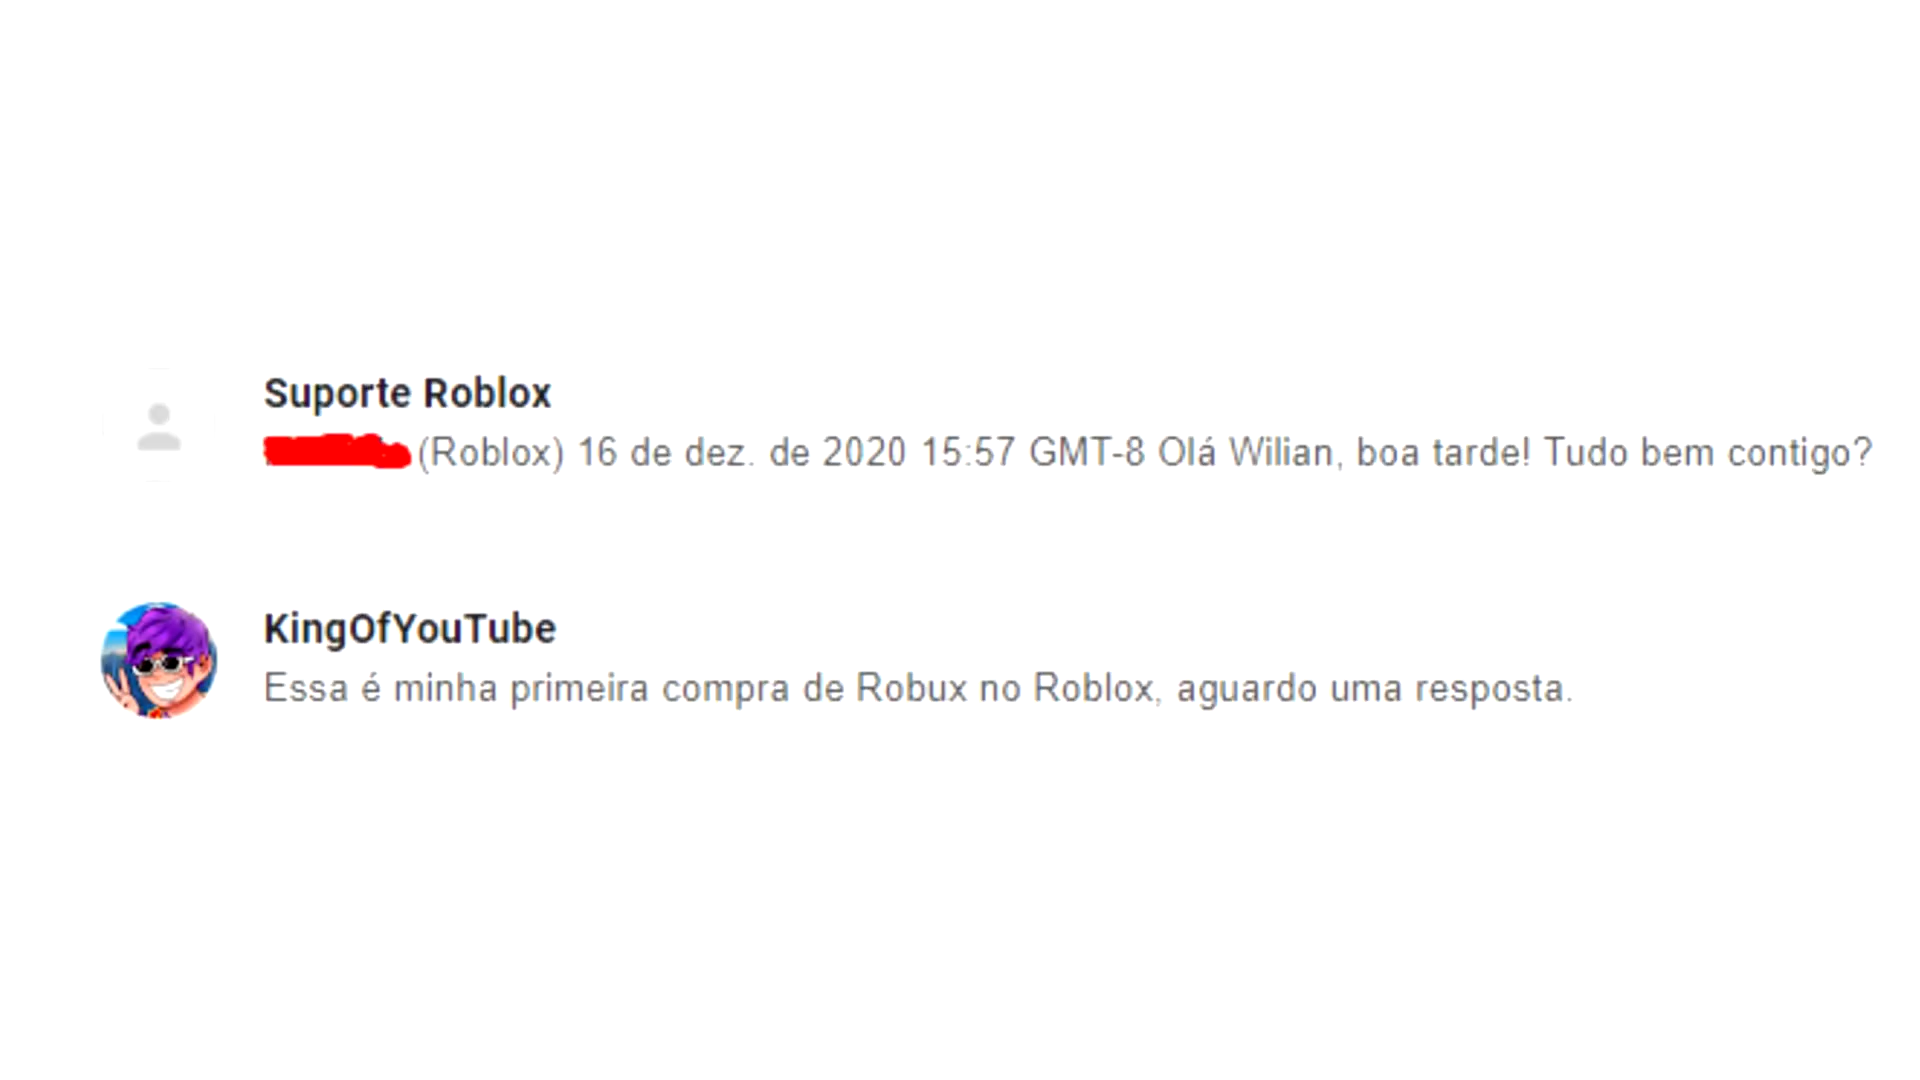 Suporte Roblox
(Roblox) 16 de dez. de 2020 15:57 GMT-8 Olá Wilian, boa tarde! Tudo bem contigo?
KingOfYouTube
Essa é minha primeira compra de Robux no Roblox, aguardo uma resposta.